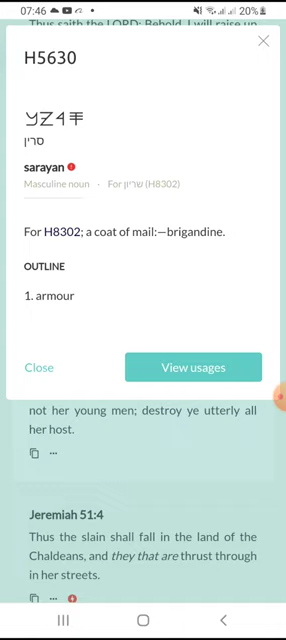 07:46
20%
Thus saith the LORD; Behold, I will raise up
H5630
𐤎𐤓𐤉𐤍
סרין
sarayan
Masculine noun - For שריון (H8302)
For H8302; a coat of mail:—brigandine.
OUTLINE
1. armour
Close
View usages
not her young men; destroy ye utterly all
her host.
Jeremiah 51:4
Thus the slain shall fall in the land of the
Chaldeans, and they that are thrust through
in her streets.